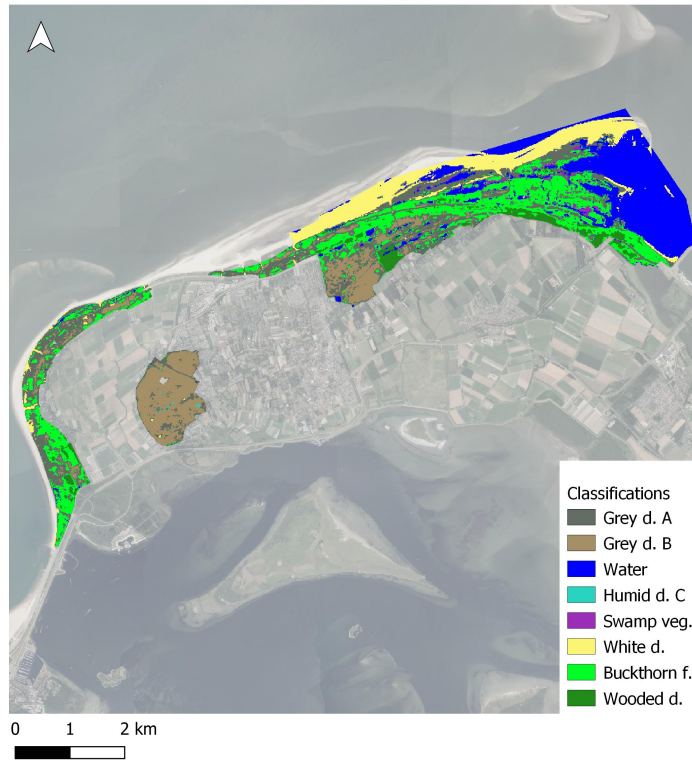 Classifications
Grey d. A
Grey d. B
Water
Humid d. C
Swamp veg.
White d.
Buckthorn f.
Wooded d.
0 1 2 km